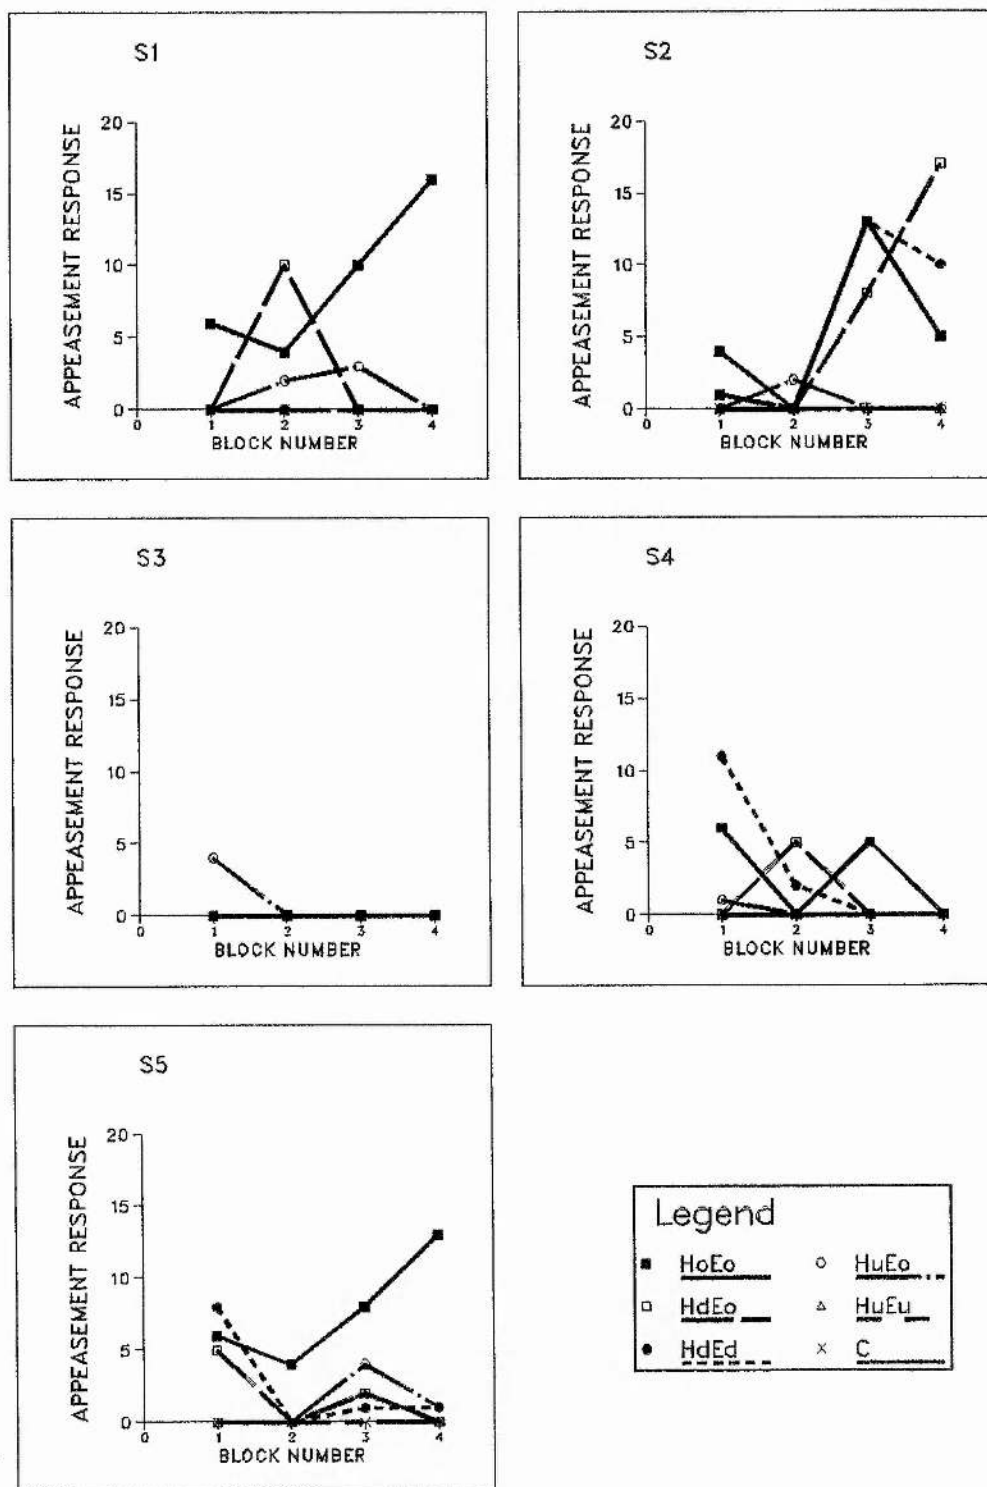 S1
APPEASEMENT RESPONSE
20
15
10
5
0
0 1 2 3 4
BLOCK NUMBER
S2
APPEASEMENT RESPONSE
20
15
10
5
0
0 1 2 3 4
BLOCK NUMBER
S3
APPEASEMENT RESPONSE
20
15
10
5
0
0 1 2 3 4
BLOCK NUMBER
S4
APPEASEMENT RESPONSE
20
15
10
5
0
0 1 2 3 4
BLOCK NUMBER
S5
APPEASEMENT RESPONSE
20
15
10
5
0
0 1 2 3 4
BLOCK NUMBER
Legend
HoEo HuEo
HdEo HuEu
HdEd C